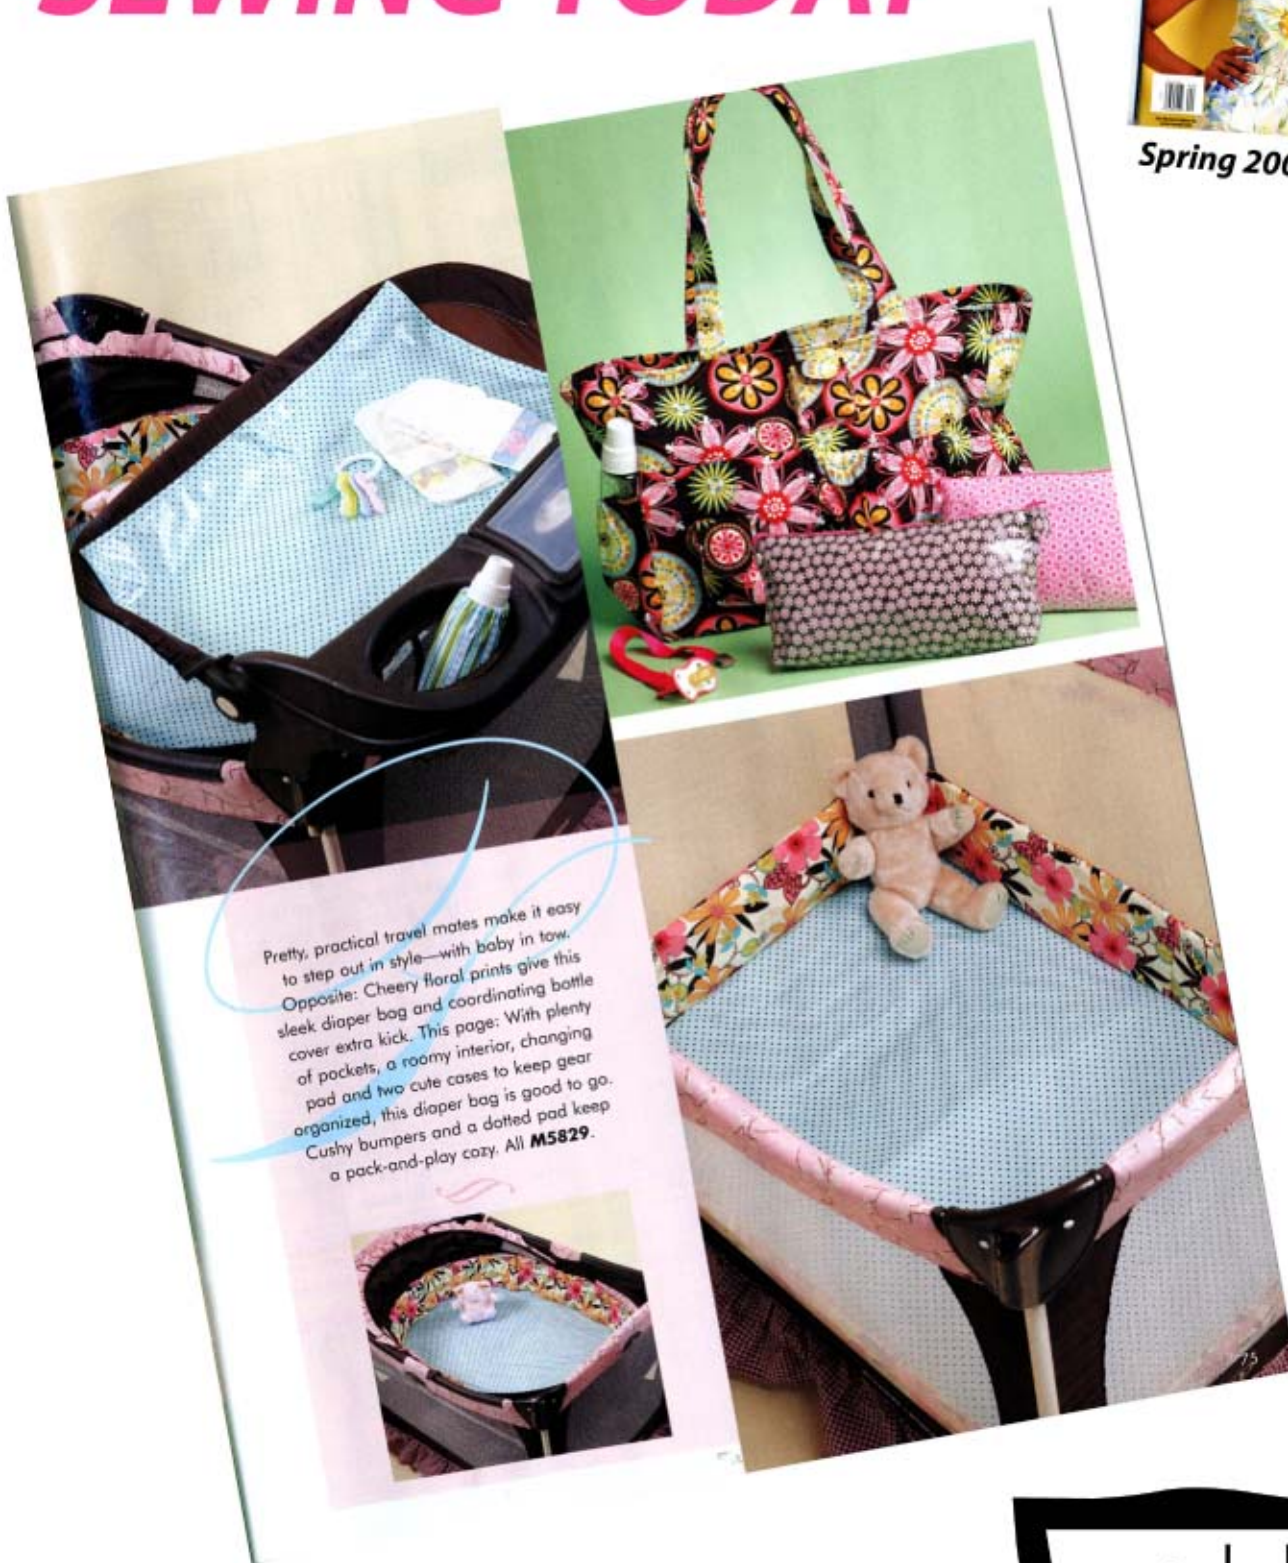 SEWING TODAY
Spring 200
Pretty, practical travel mates make it easy
to step out in style—with baby in tow.
Opposite: Cheery floral prints give this
sleek diaper bag and coordinating bottle
cover extra kick. This page: With plenty
of pockets, a roomy interior, changing
pad and two cute cases to keep gear
organized, this diaper bag is good to go.
Cushy bumpers and a dotted pad keep
a pack-and-play cozy. All M5829.
75